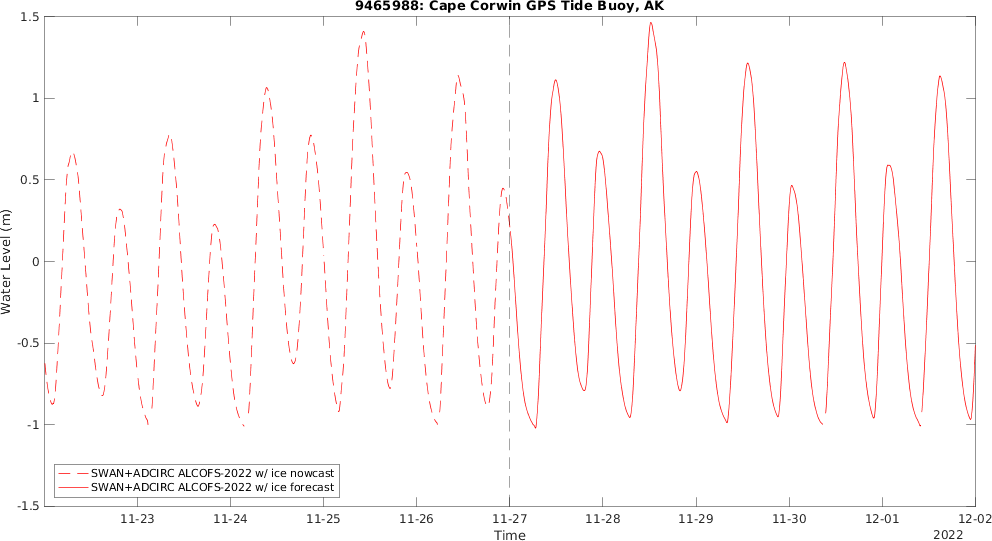 9465988: Cape Corwin GPS Tide Buoy, AK
1.5
1
0.5
0
-0.5
-1
-1.5
Water Level (m)
SWAN+ADCIRC ALCOFS-2022 w/ ice nowcast
SWAN+ADCIRC ALCOFS-2022 w/ ice forecast
11-23 11-24 11-25 11-26 11-27 11-28 11-29 11-30 12-01 12-02
Time 2022